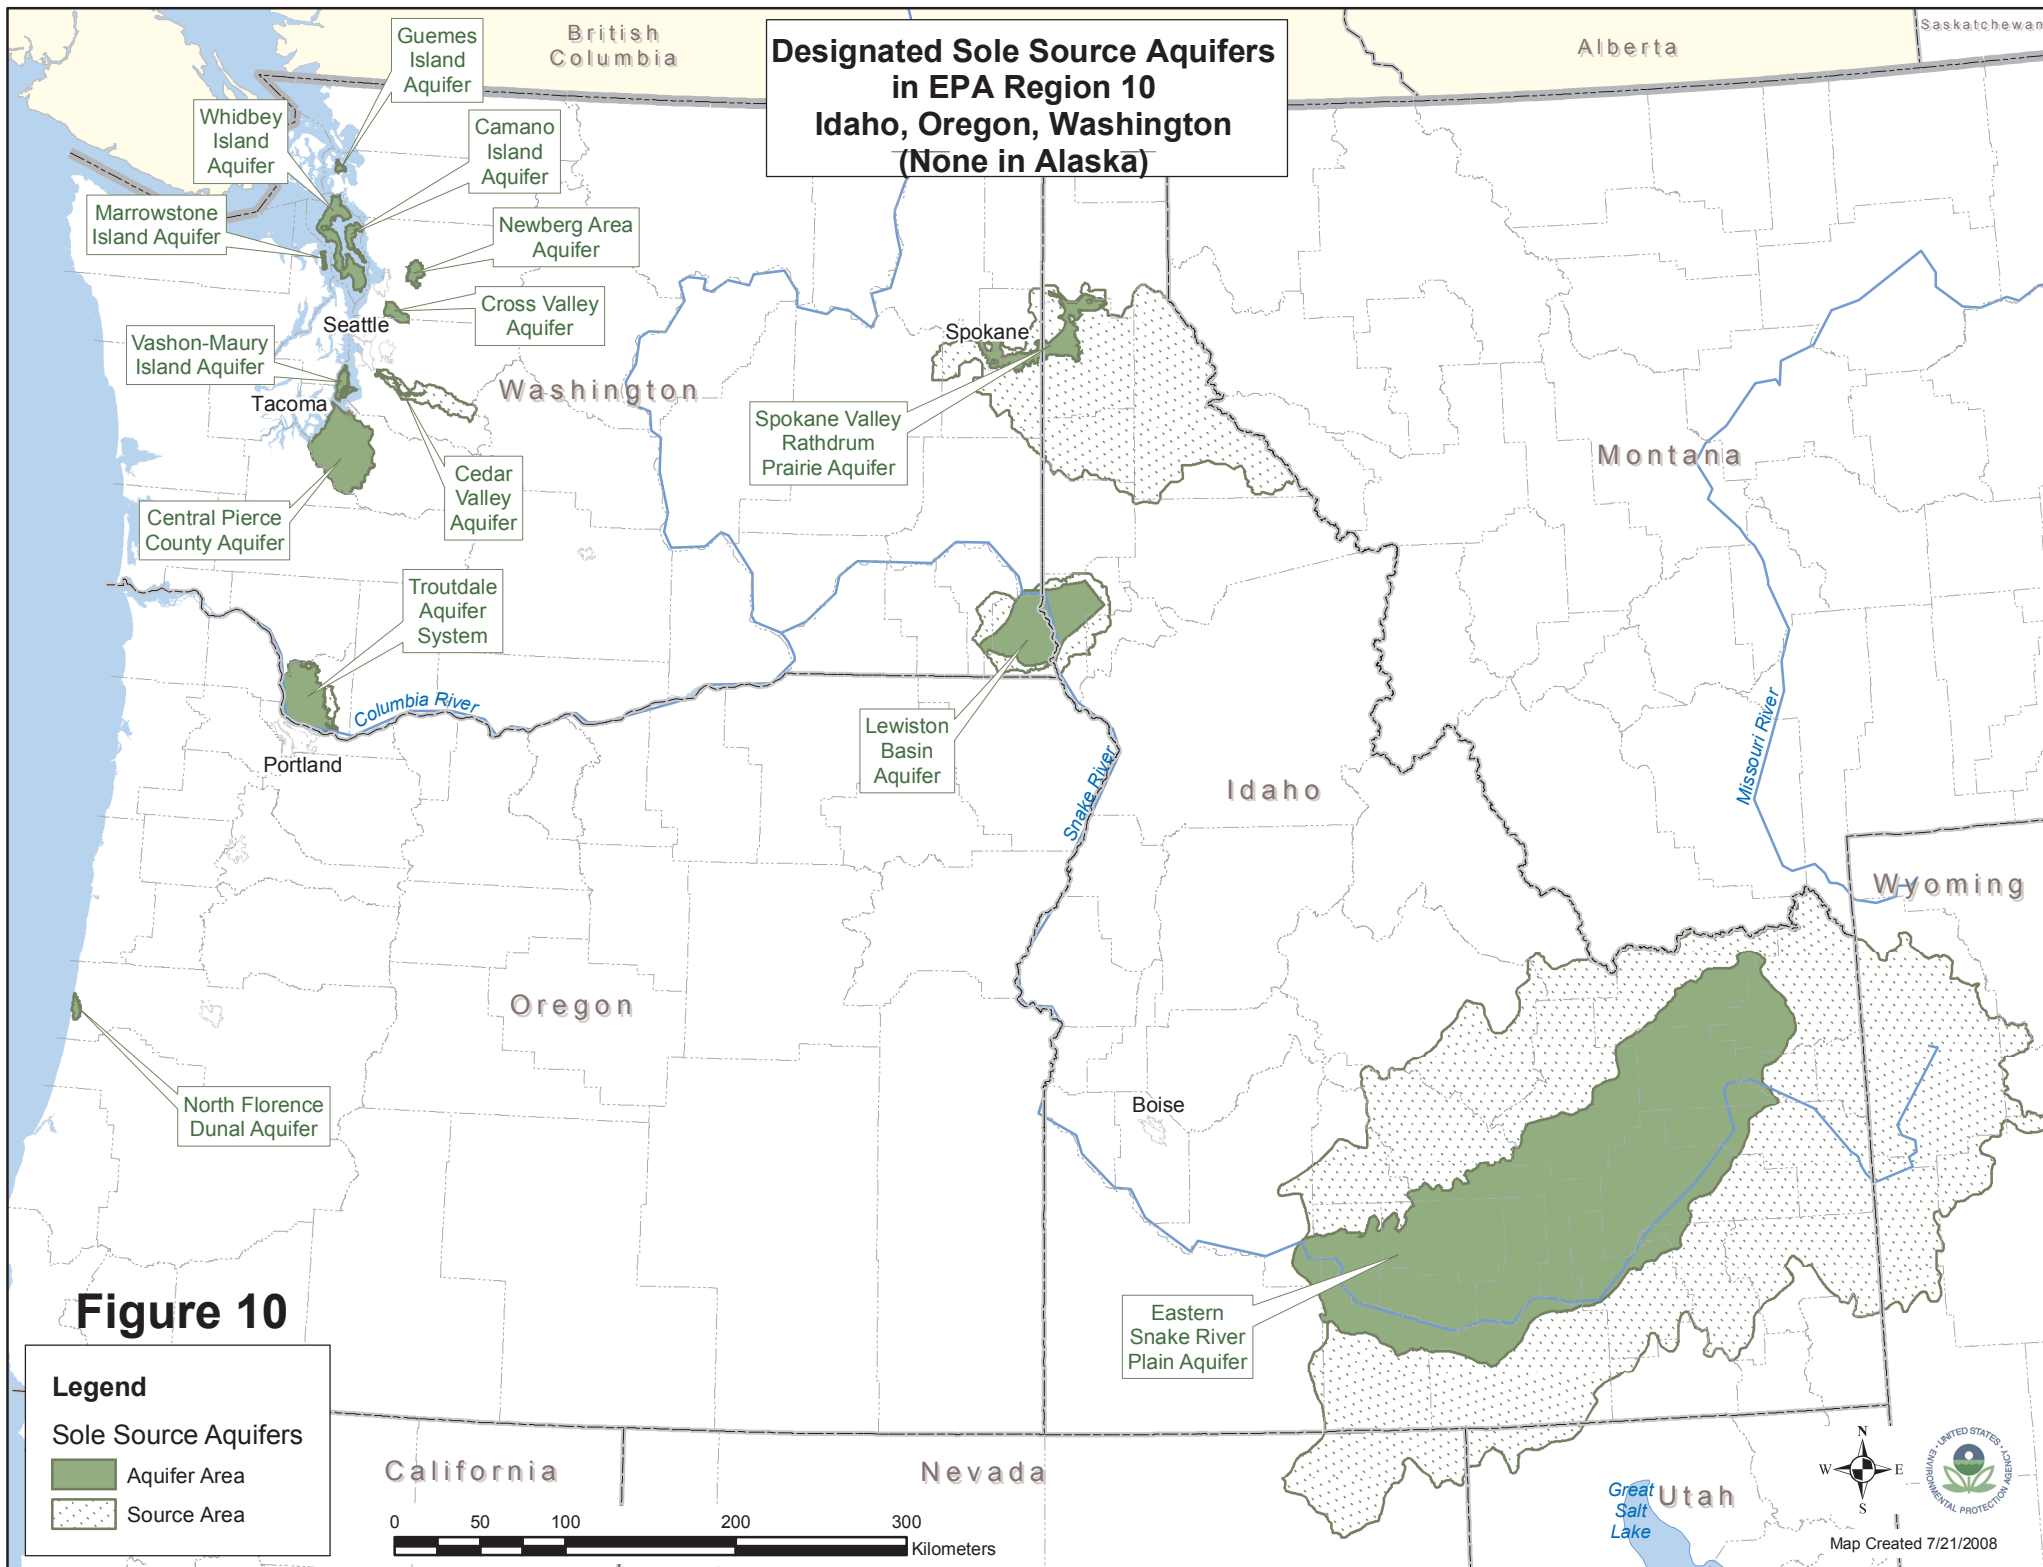 Designated Sole Source Aquifers
in EPA Region 10
Idaho, Oregon, Washington
(None in Alaska)
British
Columbia
Alberta
Saskatchewan
Guemes
Island
Aquifer
Whidbey
Island
Aquifer
Camano
Island
Aquifer
Marrowstone
Island Aquifer
Newberg Area
Aquifer
Cross Valley
Aquifer
Seattle
Vashon-Maury
Island Aquifer
Tacoma
Washington
Spokane
Spokane Valley
Rathdrum
Prairie Aquifer
Montana
Cedar
Valley
Aquifer
Central Pierce
County Aquifer
Troutdale
Aquifer
System
Columbia River
Portland
Lewiston
Basin
Aquifer
Snake River
Idaho
Missouri River
Wyoming
Oregon
North Florence
Dunal Aquifer
Boise
Eastern
Snake River
Plain Aquifer
Figure 10
Legend
Sole Source Aquifers
Aquifer Area
Source Area
California
Nevada
Utah
Great
Salt
Lake
0 50 100 200 300
Kilometers
N
W E
S
UNITED STATES
ENVIRONMENTAL PROTECTION AGENCY
Map Created 7/21/2008